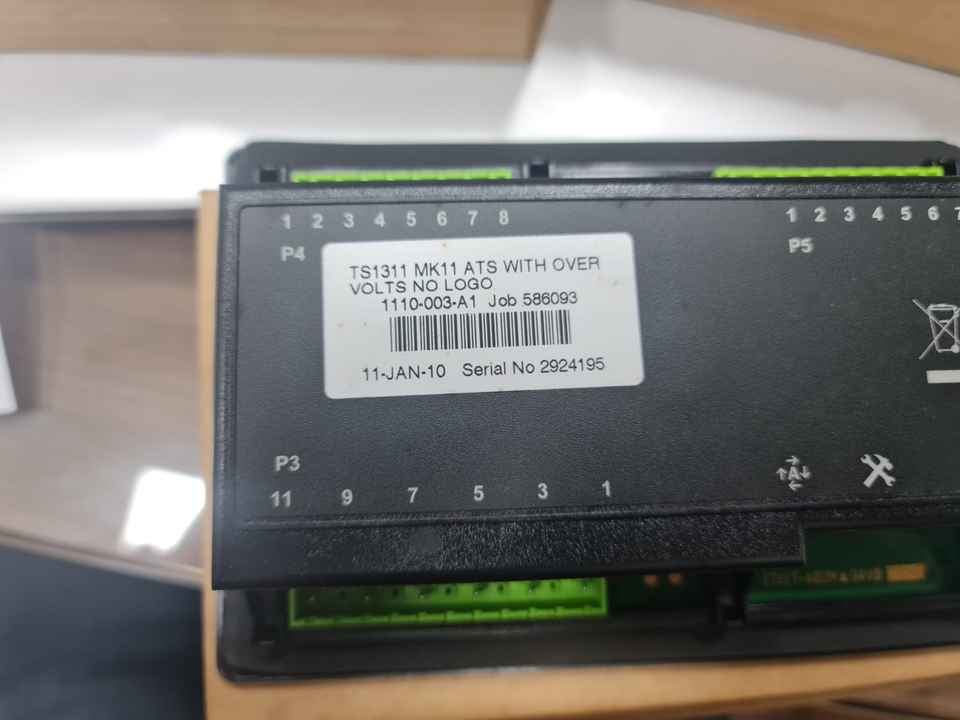 1 2 3 4 5 6 7 8
1 2 3 4 5 6 7
P4
P5
TS1311 MK11 ATS WITH OVER
VOLTS NO LOGO
1110-003-A1 Job 586093
11-JAN-10 Serial No 2924195
P3
11 9 7 5 3 1
A